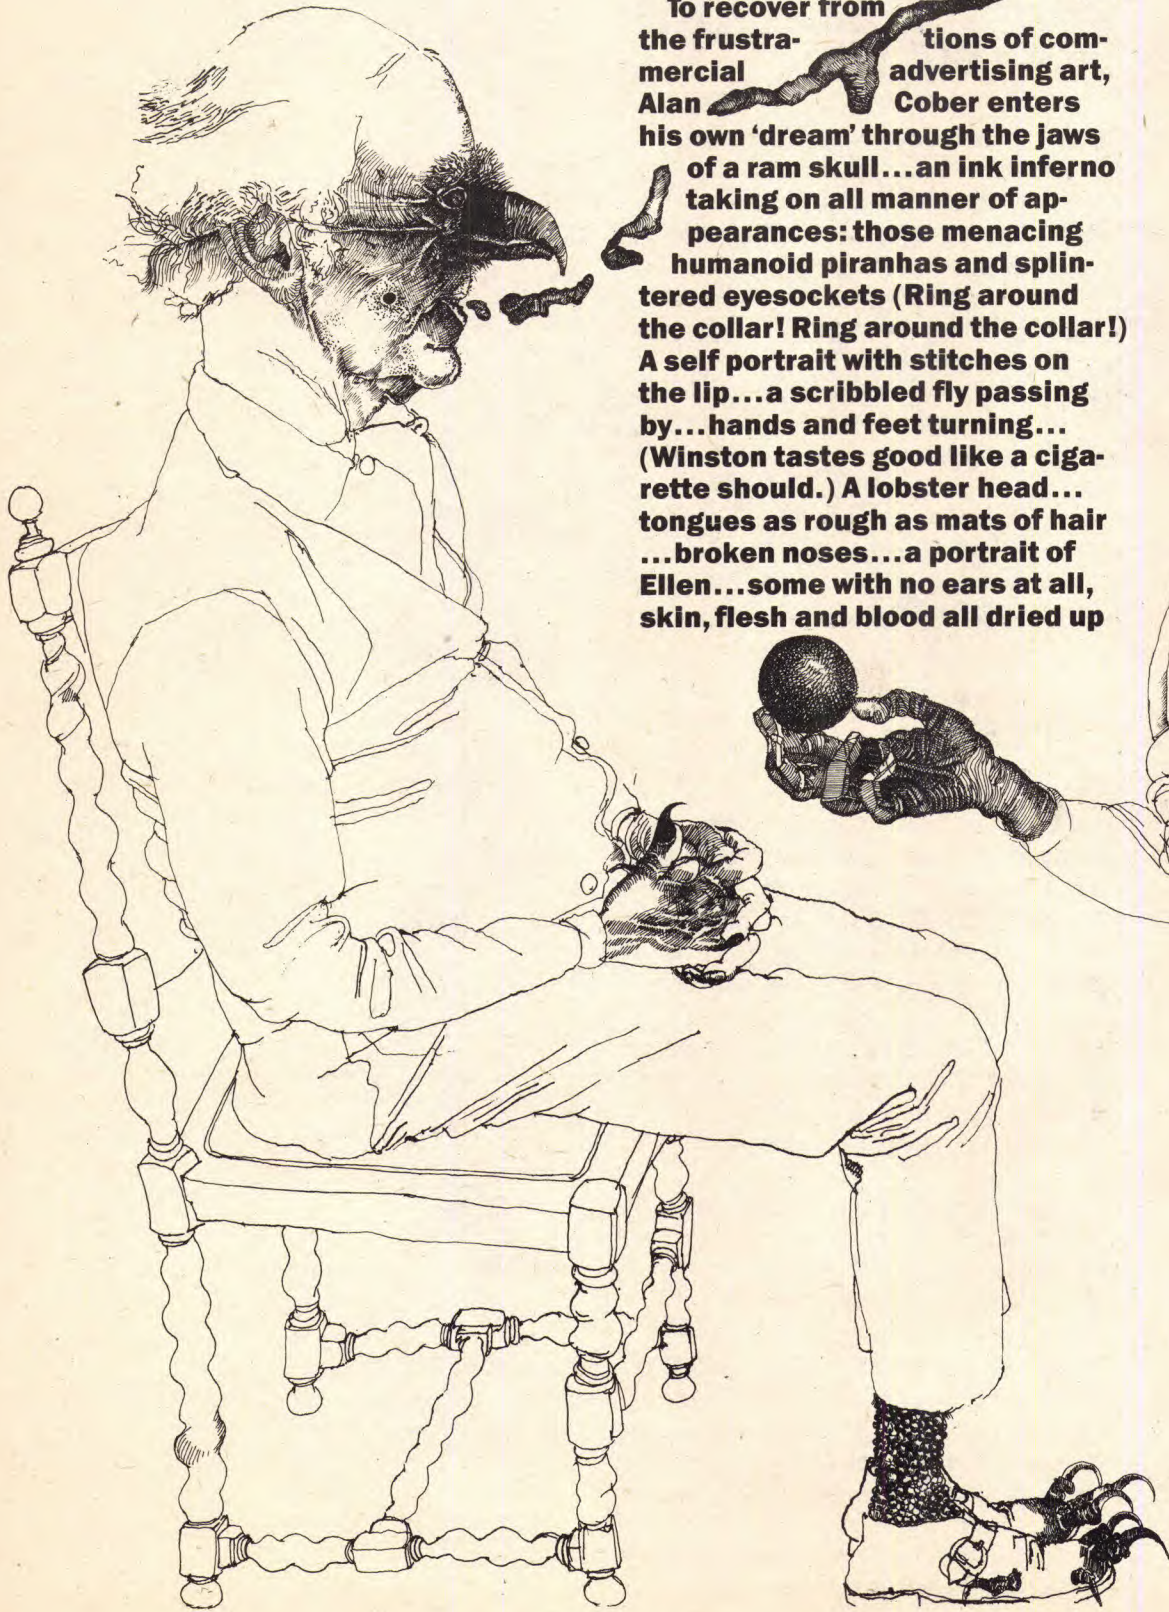 To recover from
the frustra- tions of com-
mercial advertising art,
Alan Cober enters
his own ‘dream’ through the jaws
of a ram skull...an ink inferno
taking on all manner of ap-
pearances: those menacing
humanoid piranhas and splin-
tered eyesockets (Ring around
the collar! Ring around the collar!)
A self portrait with stitches on
the lip...a scribbled fly passing
by...hands and feet turning...
(Winston tastes good like a ciga-
rette should.) A lobster head...
tongues as rough as mats of hair
...broken noses...a portrait of
Ellen...some with no ears at all,
skin, flesh and blood all dried up